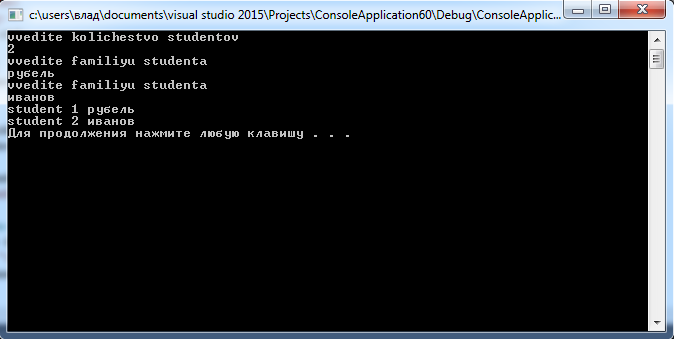 c:\users\влад\documents\visual studio 2015\Projects\ConsoleApplication60\Debug\ConsoleApplic...
vvedite kolichestvo studentov
2
vvedite familiyu studenta
рубель
vvedite familiyu studenta
иванов
student 1 рубель
student 2 иванов
Для продолжения нажмите любую клавишу . . .